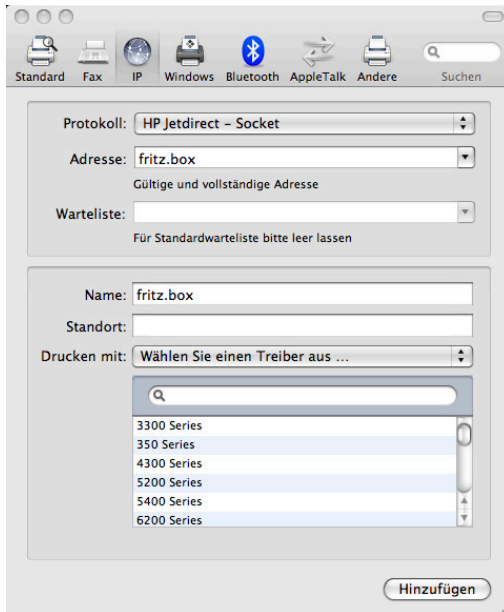 Standard Fax IP Windows Bluetooth AppleTalk Andere Suchen
Protokoll: HP Jetdirect – Socket
Adresse: fritz.box
Gültige und vollständige Adresse
Warteliste:
Für Standardwarteliste bitte leer lassen
Name: fritz.box
Standort:
Drucken mit: Wählen Sie einen Treiber aus ...
3300 Series
350 Series
4300 Series
5200 Series
5400 Series
6200 Series
Hinzufügen